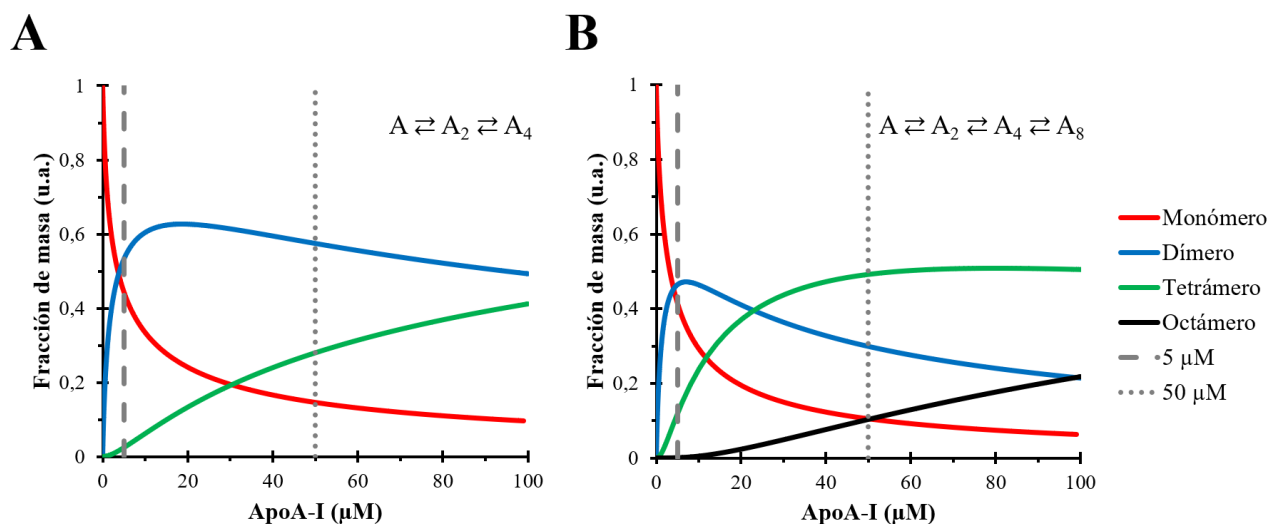 A
B
A ⇄ A₂ ⇄ A₄
A ⇄ A₂ ⇄ A₄ ⇄ A₈
Fracción de masa (u.a.)
1
0,8
0,6
0,4
0,2
0
0 20 40 60 80 100
ApoA-I (µM)
Fracción de masa (u.a.)
1
0,8
0,6
0,4
0,2
0
0 20 40 60 80 100
ApoA-I (µM)
Monómero
Dímero
Tetrámero
Octámero
5 µM
50 µM